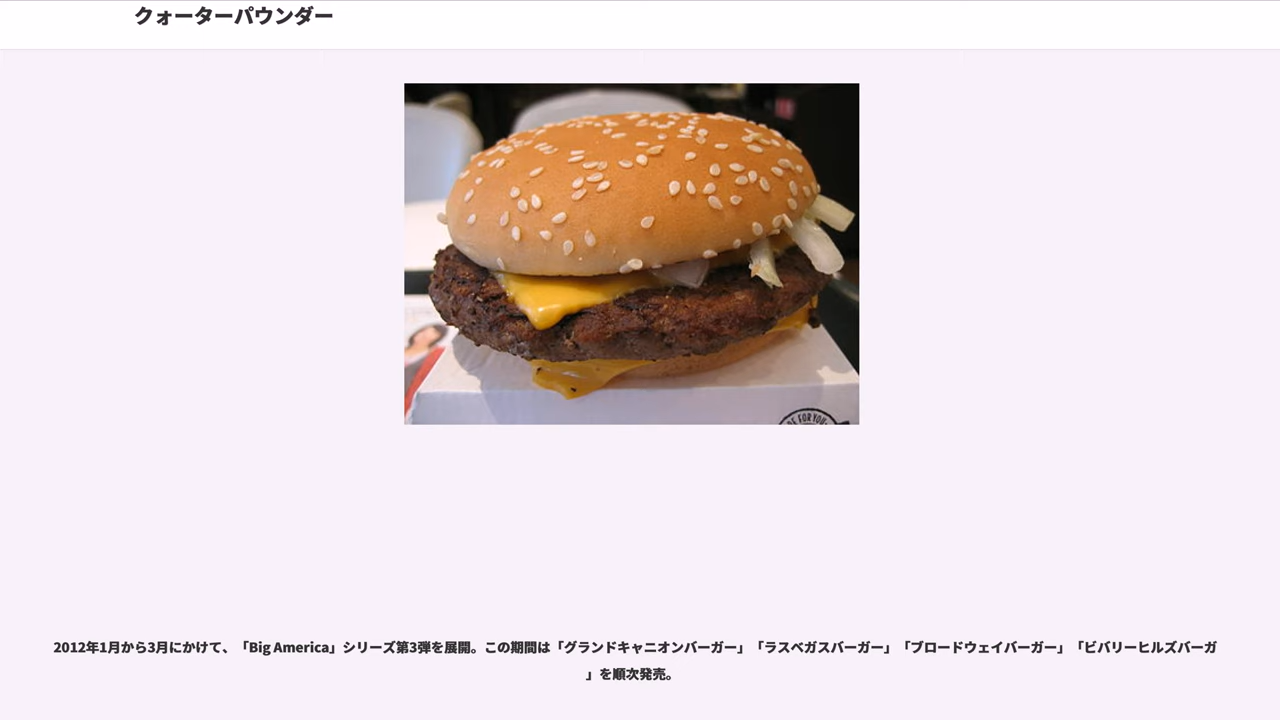 クォーターパウンダー
DE FOR YOU
2012年1月から3月にかけて、「Big America」シリーズ第3弾を展開。この期間は「グランドキャニオンバーガー」「ラスベガスバーガー」「ブロードウェイバーガー」「ビバリーヒルズバーガ
」を順次発売。